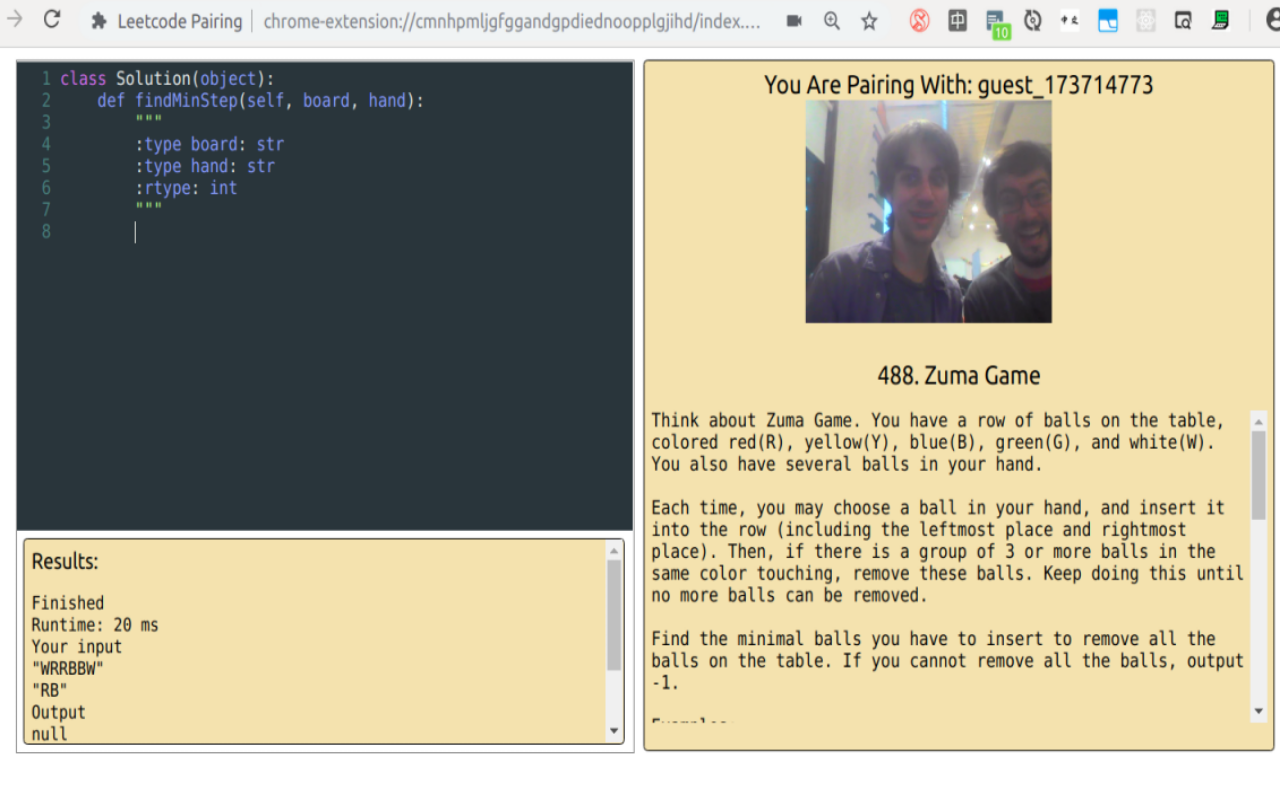 Leetcode Pairing
chrome-extension://cmnhpmljgfggandgpdiednoopplgjihd/index....
10
1 class Solution(object):
2 def findMinStep(self, board, hand):
3 """
4 :type board: str
5 :type hand: str
6 :rtype: int
7 """
8
Results:
Finished
Runtime: 20 ms
Your input
"WRRBBW"
"RB"
Output
null
You Are Pairing With: guest_173714773
488. Zuma Game
Think about Zuma Game. You have a row of balls on the table,
colored red(R), yellow(Y), blue(B), green(G), and white(W).
You also have several balls in your hand.
Each time, you may choose a ball in your hand, and insert it
into the row (including the leftmost place and rightmost
place). Then, if there is a group of 3 or more balls in the
same color touching, remove these balls. Keep doing this until
no more balls can be removed.
Find the minimal balls you have to insert to remove all the
balls on the table. If you cannot remove all the balls, output
-1.